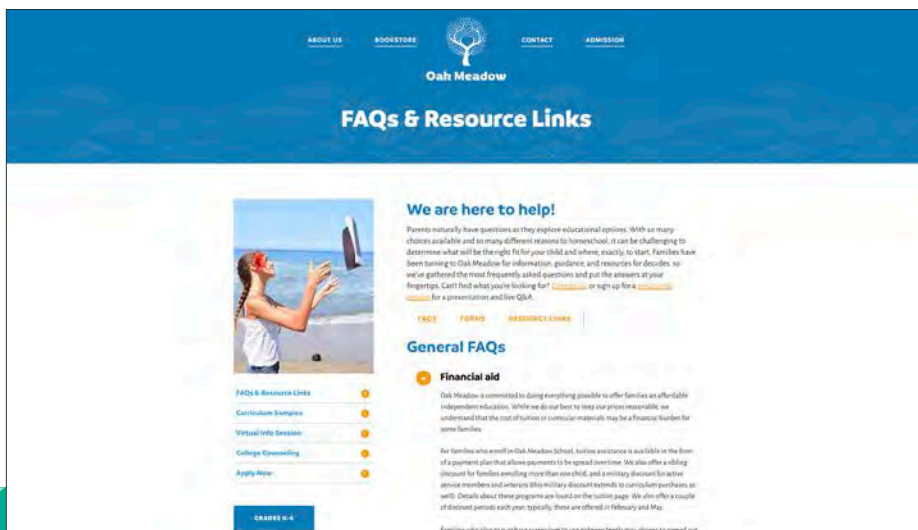 ABOUT US
BOOKSTORE
CONTACT
ADMISSION
Oak Meadow
FAQs & Resource Links
We are here to help!
Parents naturally have questions as they explore educational options. With so many
choices available and so many different reasons to homeschool, it can be challenging to
determine what will be the right fit for your child and where, exactly, to start. Families have
been turning to Oak Meadow for information, guidance, and resources for decades, so
we've gathered the most frequently asked questions and put the answers at your
fingertips. Can't find what you're looking for? Contact us, or sign up for a
for a presentation and live Q&A.
FAQS
FORMS
RESOURCE LINKS
General FAQs
Financial aid
Oak Meadow is committed to doing everything possible to offer families an affordable
independent education. While we do our best to keep our prices reasonable, we
understand that the cost of tuition or curricular materials may be a financial burden for
some families.
For families who enroll in Oak Meadow School, tuition assistance is available in the form
of a payment plan that allows payments to be spread over time. We also offer a sibling
discount for families enrolling more than one child, and a military discount for active
service members and veterans (this military discount extends to curriculum purchases as
well). Details about these programs are found on the tuition page. We also offer a couple
of discount periods each year; typically, these are offered in February and May.
FAQs & Resource Links
Curriculum Samples
Virtual Info Session
College Counseling
Apply Now
GRADES K-4